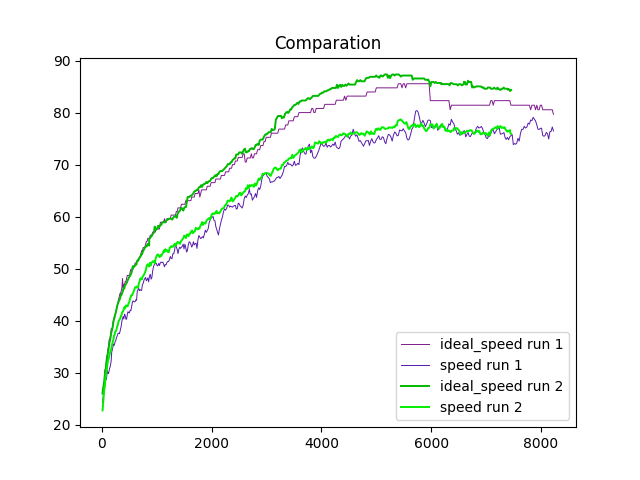 Comparation
90
80
70
60
50
40
30
20
0
2000
4000
6000
8000
ideal_speed run 1
speed run 1
ideal_speed run 2
speed run 2